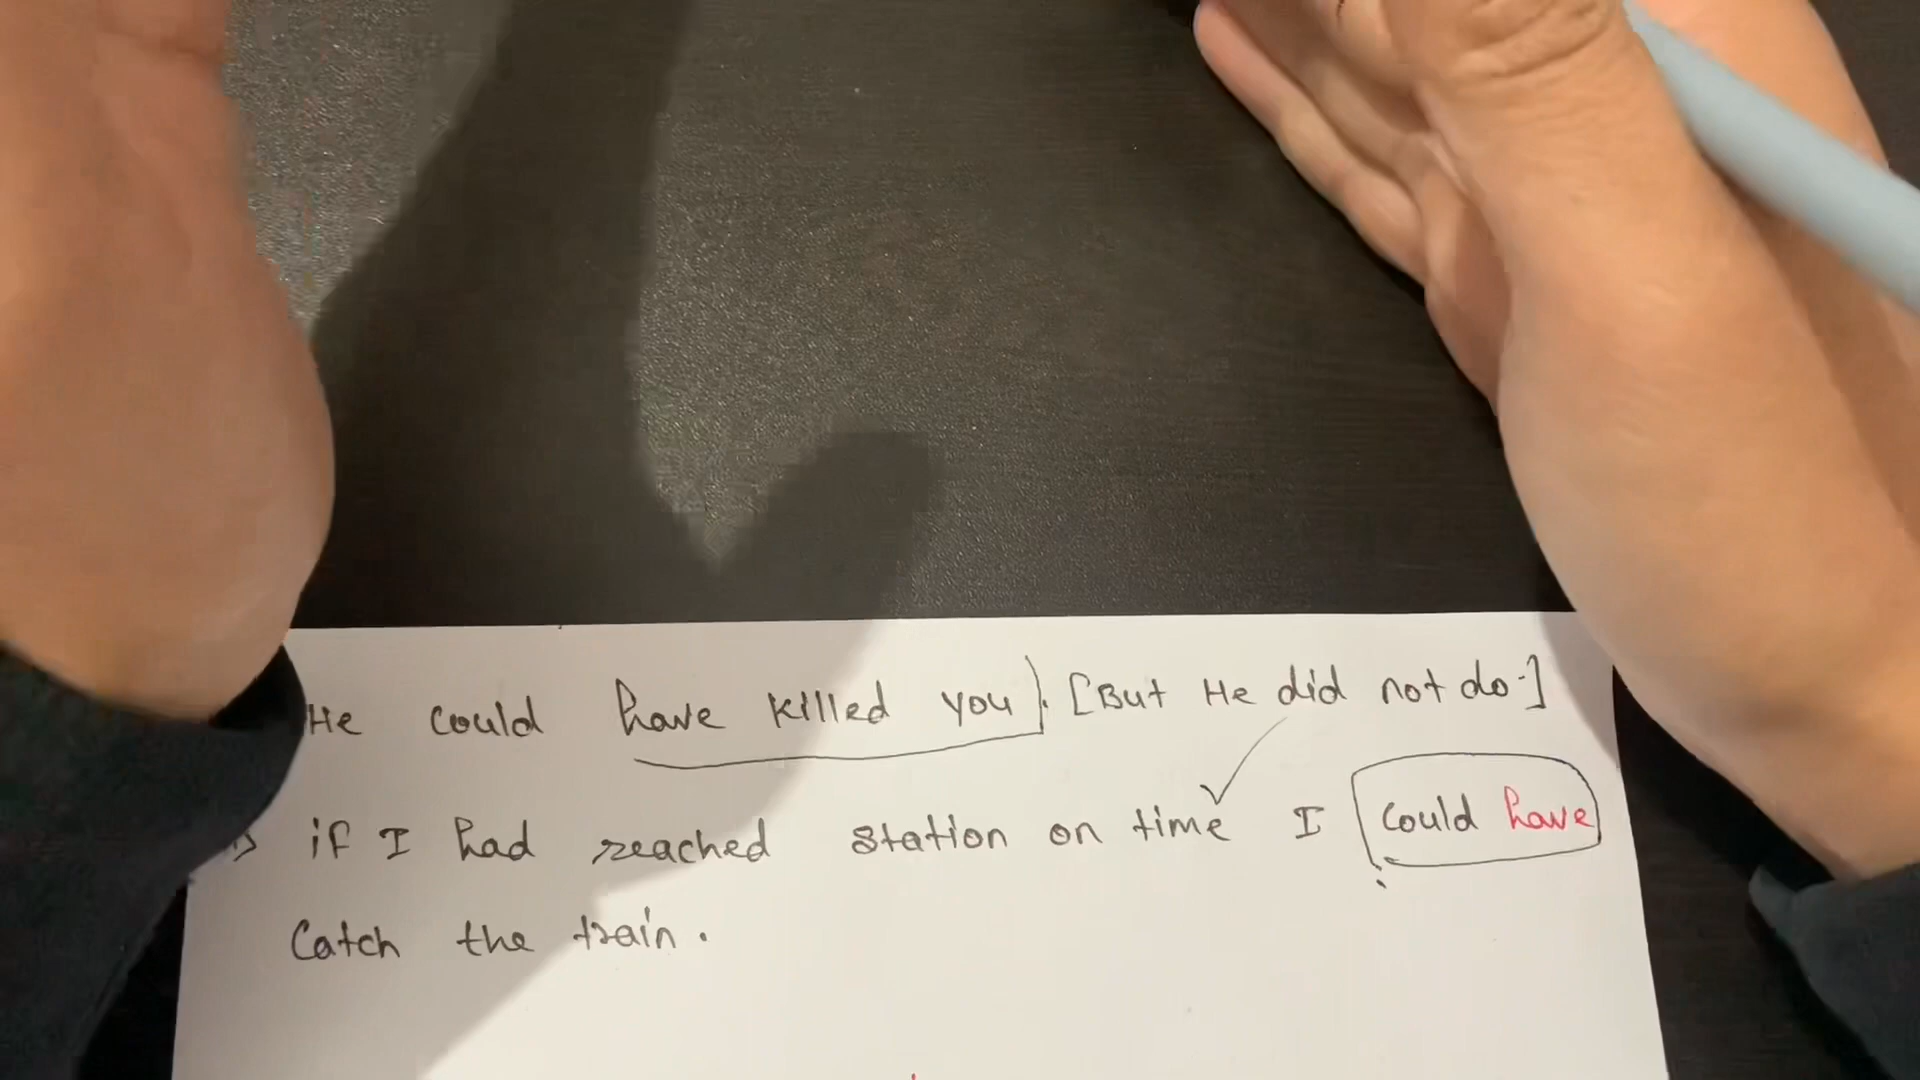 He could have killed you). [But He did not do.]
if I had reached station on time I could have
Catch the train.